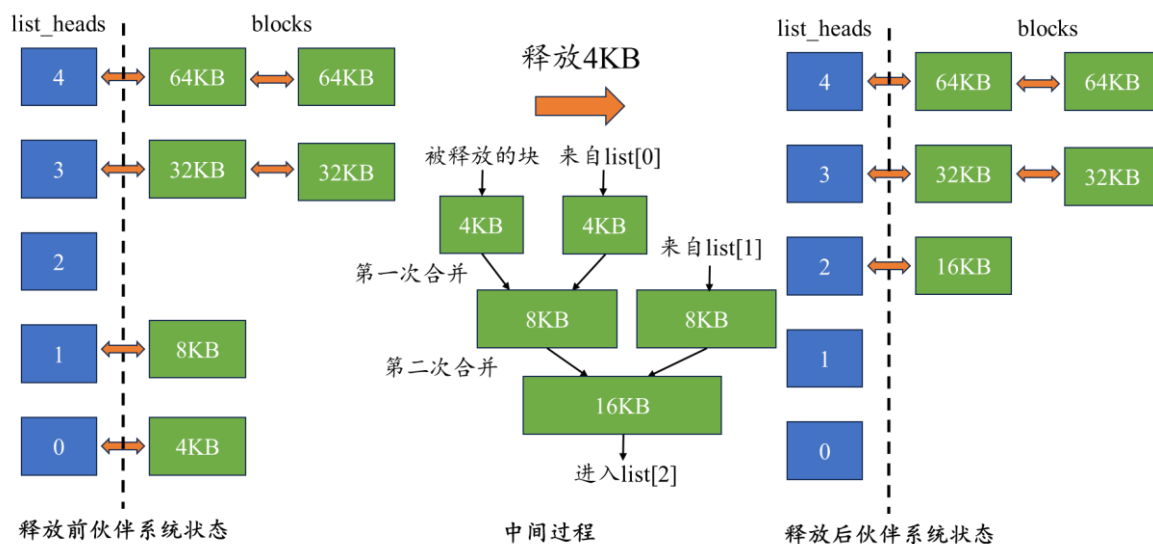 list_heads
blocks
4
64KB
64KB
3
32KB
32KB
2
1
8KB
0
4KB
释放前伙伴系统状态
释放4KB
被释放的块
来自list[0]
4KB
4KB
来自list[1]
第一次合并
8KB
8KB
第二次合并
16KB
进入list[2]
中间过程
list_heads
blocks
4
64KB
64KB
3
32KB
32KB
2
16KB
1
0
释放后伙伴系统状态